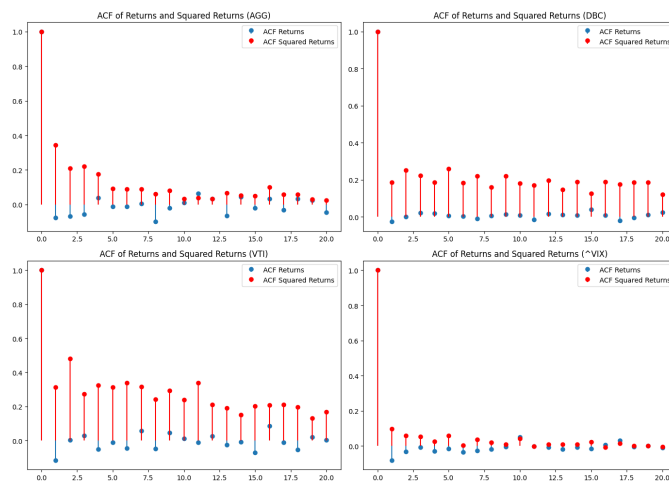 ACF of Returns and Squared Returns (AGG)
ACF Returns
ACF Squared Returns
1.0
0.8
0.6
0.4
0.2
0.0
0.0 2.5 5.0 7.5 10.0 12.5 15.0 17.5 20.0
ACF of Returns and Squared Returns (DBC)
ACF Returns
ACF Squared Returns
1.0
0.8
0.6
0.4
0.2
0.0
0.0 2.5 5.0 7.5 10.0 12.5 15.0 17.5 20.0
ACF of Returns and Squared Returns (VTI)
ACF Returns
ACF Squared Returns
1.0
0.8
0.6
0.4
0.2
0.0
0.0 2.5 5.0 7.5 10.0 12.5 15.0 17.5 20.0
ACF of Returns and Squared Returns (^VIX)
ACF Returns
ACF Squared Returns
1.0
0.8
0.6
0.4
0.2
0.0
0.0 2.5 5.0 7.5 10.0 12.5 15.0 17.5 20.0